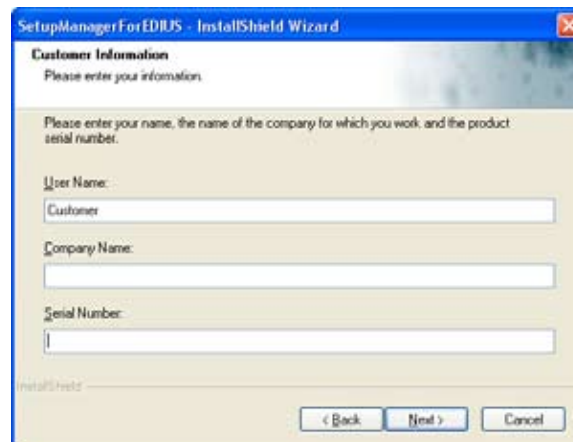 SetupManagerForEDIUS - InstallShield Wizard
Customer Information
Please enter your information.
Please enter your name, the name of the company for which you work and the product
serial number.
User Name:
Customer
Company Name:
Serial Number:
InstallShield
< Back Next > Cancel